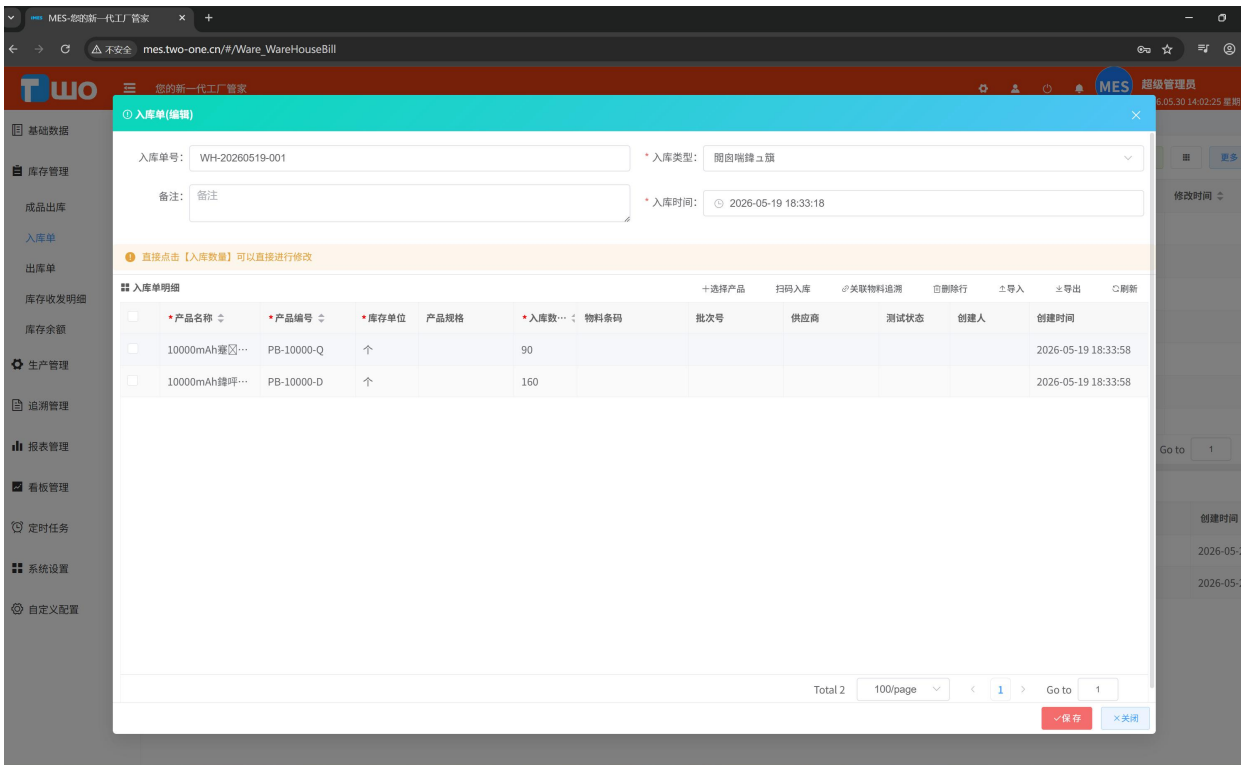 MES-您的新一代工厂管家
不安全 mes.two-one.cn/#/Ware_WareHouseBill
Two
您的新一代工厂管家
MES
超级管理员
6.05.30 14:02:25 星期
基础数据
库存管理
成品出库
入库单
出库单
库存收发明细
库存余额
生产管理
追溯管理
报表管理
看板管理
定时任务
系统设置
自定义配置
入库单(编辑)
入库单号： WH-20260519-001
* 入库类型：
备注： 备注
* 入库时间： 2026-05-19 18:33:18
直接点击【入库数量】可以直接进行修改
入库单明细
+选择产品 扫码入库 关联物料追溯 删除行 导入 导出 刷新
*产品名称 *产品编号 *库存单位 产品规格 *入库数… 物料条码 批次号 供应商 测试状态 创建人 创建时间
10000mAh PB-10000-Q 个 90 2026-05-19 18:33:58
10000mAh PB-10000-D 个 160 2026-05-19 18:33:58
Total 2 100/page < 1 > Go to 1
保存 ×关闭
更多
修改时间
Go to 1
创建时间
2026-05-
2026-05-